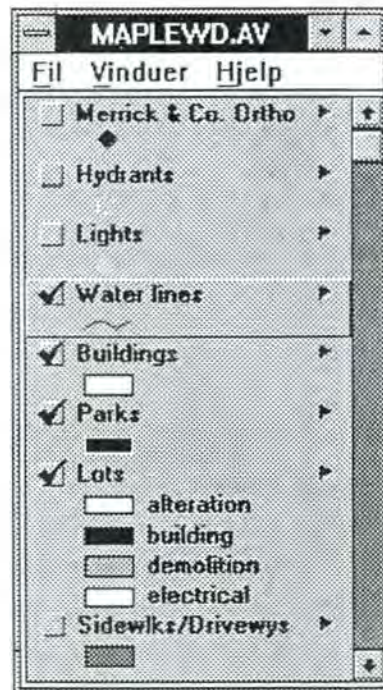 MAPLEWD.AV
Fil Vinduer Hjelp
Merrick & Co. Ortho
Hydrants
Lights
Water lines
Buildings
Parks
Lots
alteration
building
demolition
electrical
Sidewlks/Drivewys